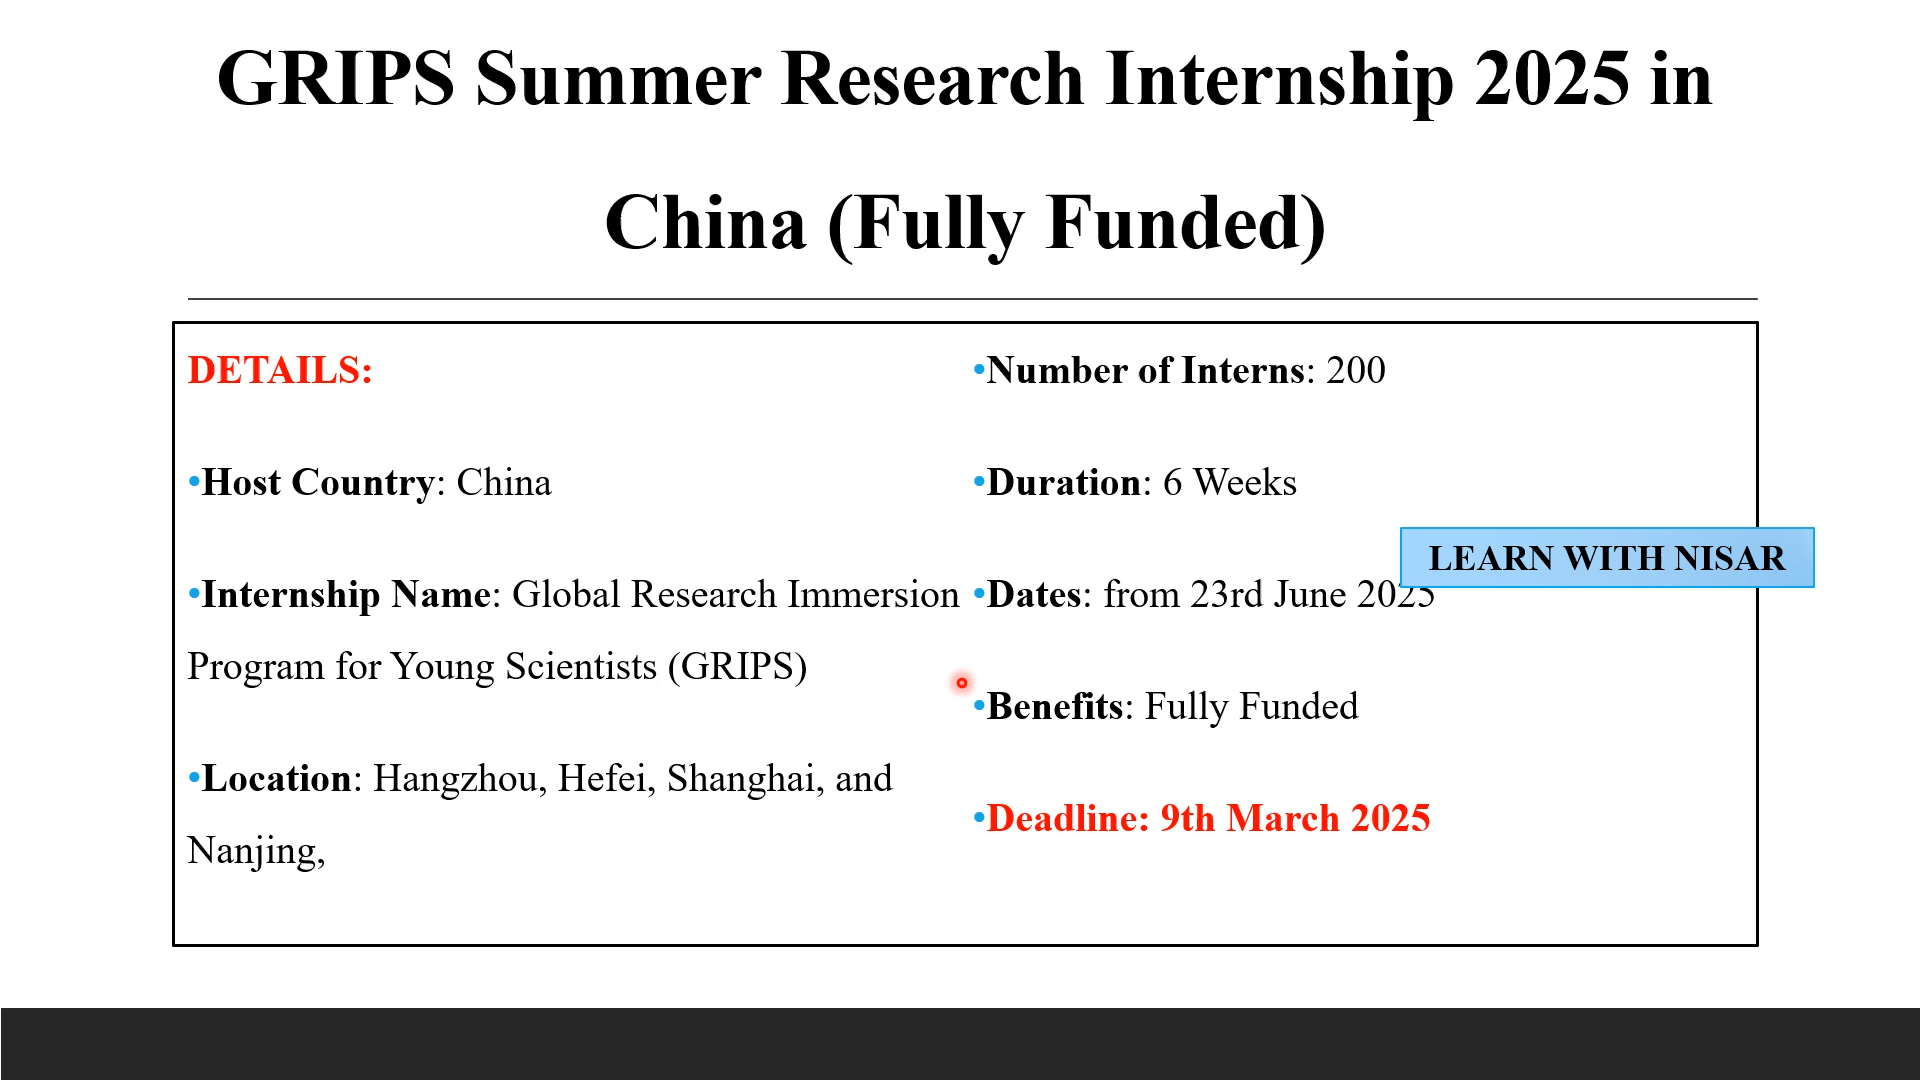 GRIPS Summer Research Internship 2025 in
China (Fully Funded)
DETAILS:
•Host Country: China
•Internship Name: Global Research Immersion
Program for Young Scientists (GRIPS)
•Location: Hangzhou, Hefei, Shanghai, and
Nanjing,
•Number of Interns: 200
•Duration: 6 Weeks
LEARN WITH NISAR
•Dates: from 23rd June 2025
•Benefits: Fully Funded
•Deadline: 9th March 2025